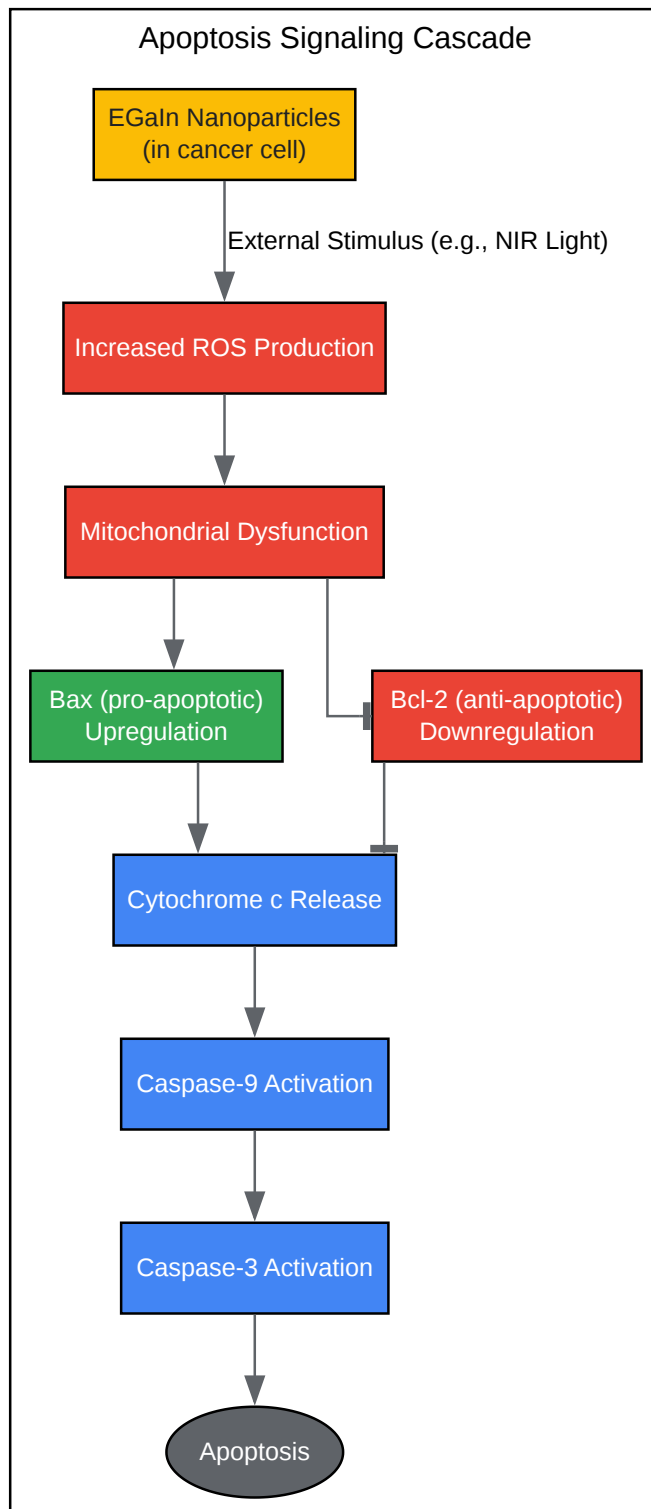 Apoptosis Signaling Cascade
EGaIn Nanoparticles
(in cancer cell)
External Stimulus (e.g., NIR Light)
Increased ROS Production
Mitochondrial Dysfunction
Bax (pro-apoptotic)
Upregulation
Bcl-2 (anti-apoptotic)
Downregulation
Cytochrome c Release
Caspase-9 Activation
Caspase-3 Activation
Apoptosis